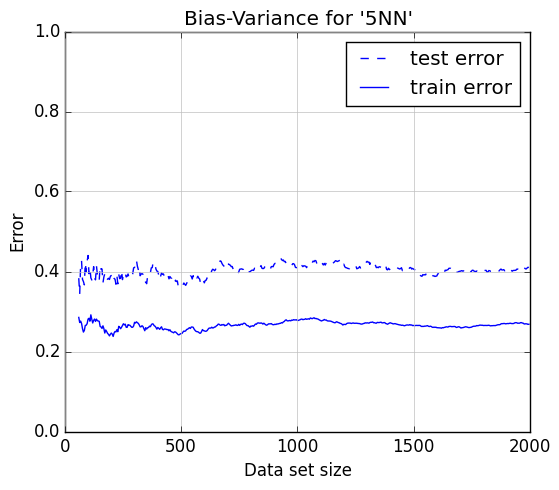 Bias-Variance for '5NN'
1.0
0.8
0.6
0.4
0.2
0.0
Error
test error
train error
0 500 1000 1500 2000
Data set size